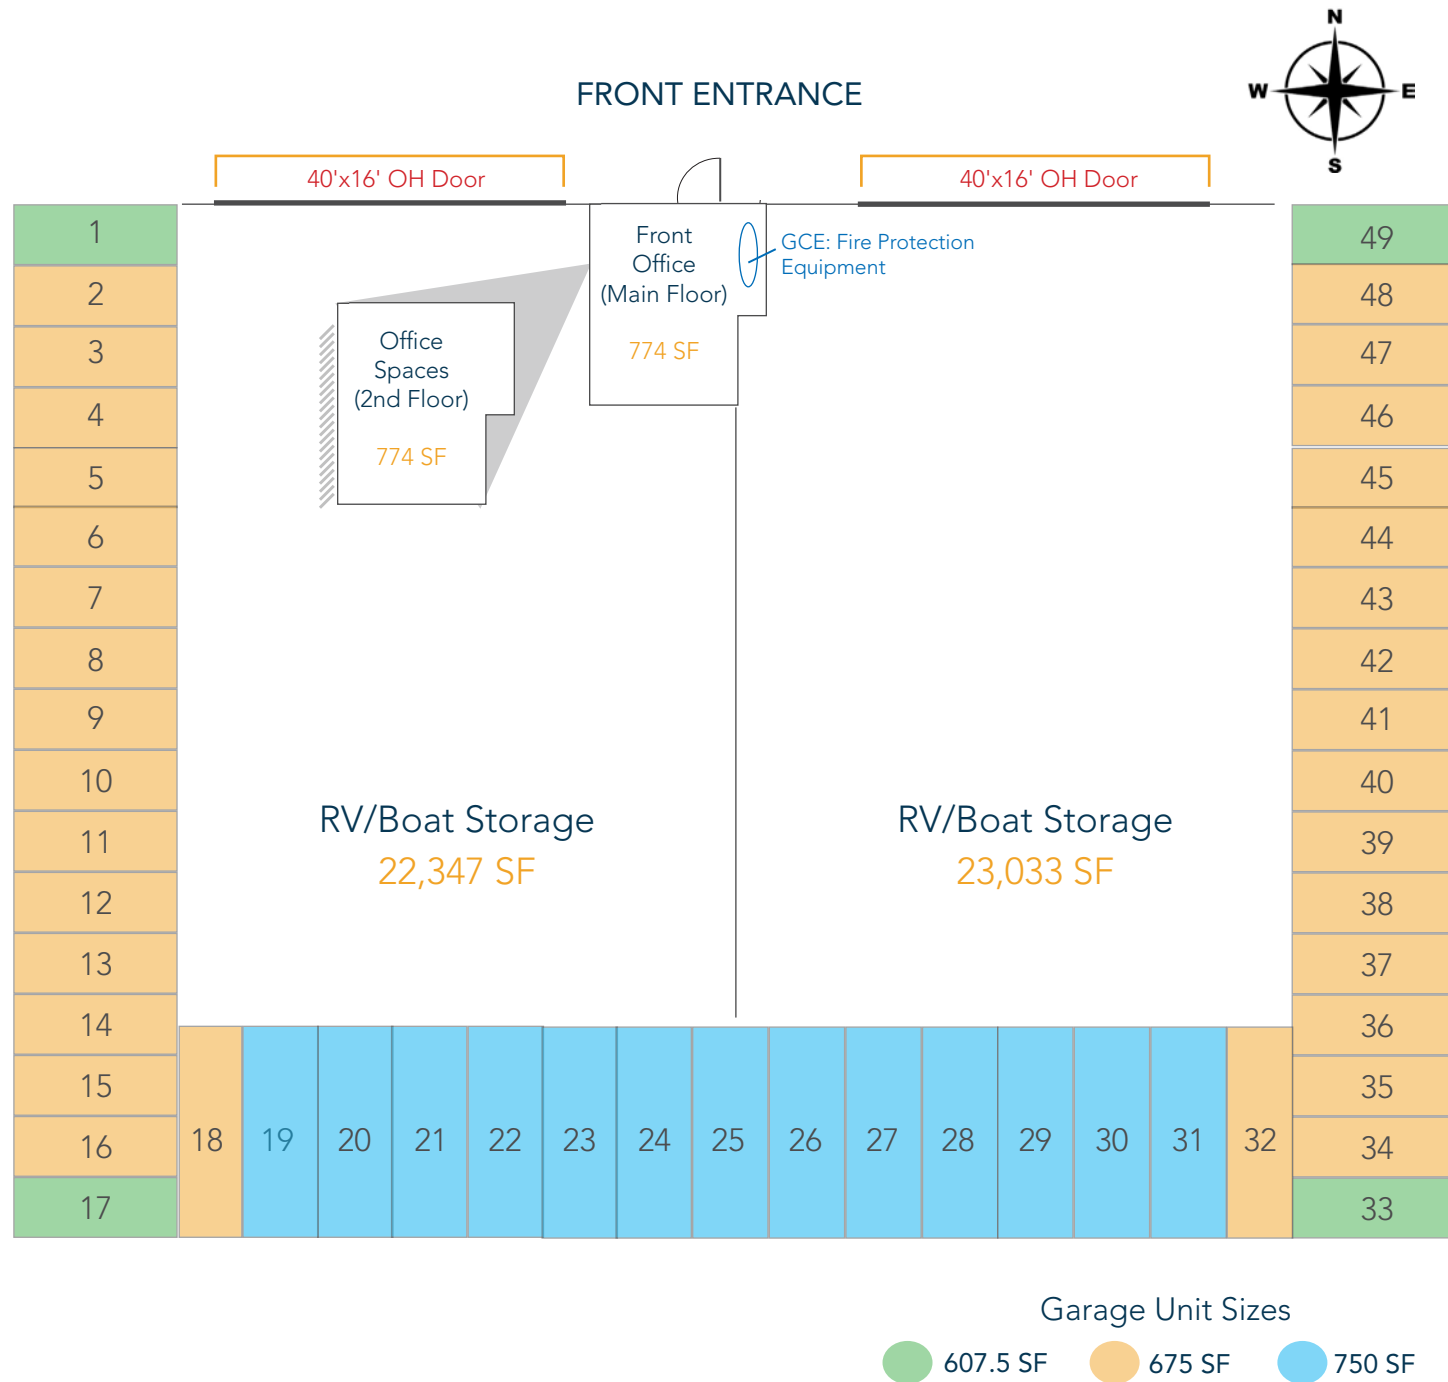 N
W
E
S
FRONT ENTRANCE
40'x16' OH Door
40'x16' OH Door
Front
Office
(Main Floor)
774 SF
GCE: Fire Protection
Equipment
Office
Spaces
(2nd Floor)
774 SF
1
2
3
4
5
6
7
8
9
10
11
12
13
14
15
16
17
RV/Boat Storage
22,347 SF
RV/Boat Storage
23,033 SF
18
19
20
21
22
23
24
25
26
27
28
29
30
31
32
49
48
47
46
45
44
43
42
41
40
39
38
37
36
35
34
33
Garage Unit Sizes
607.5 SF
675 SF
750 SF